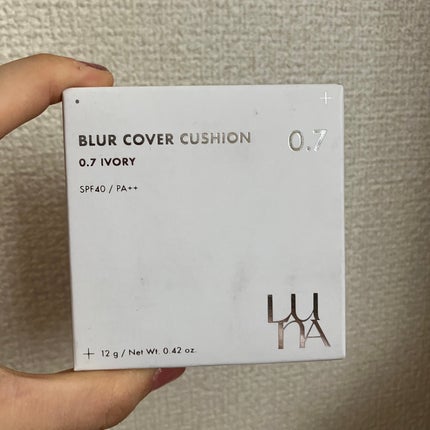 BLUR COVER CUSHION 0.7
0.7 IVORY
SPF40 / PA++
LUNA
+ 12 g / Net Wt. 0.42 oz.